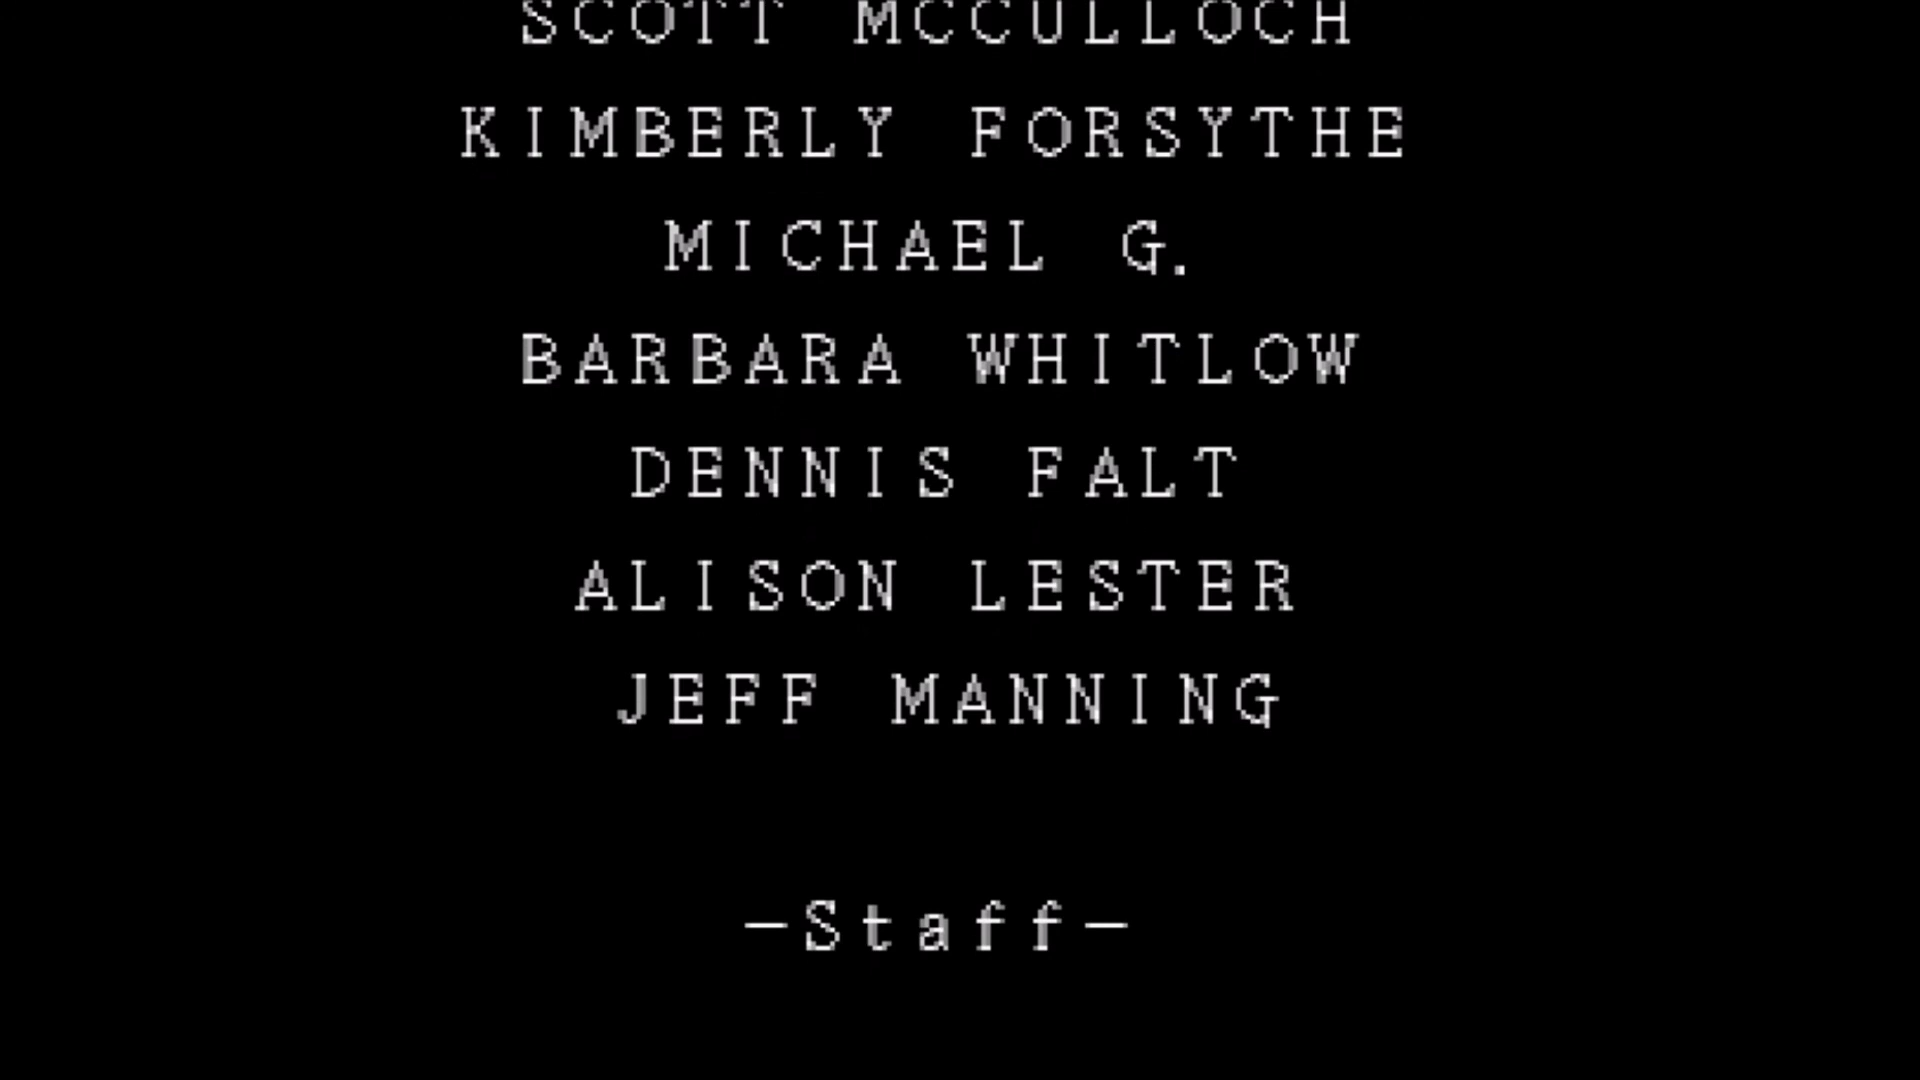 SCOTT MCCULLOCH
KIMBERLY FORSYTHE
MICHAEL G.
BARBARA WHITLOW
DENNIS FALT
ALISON LESTER
JEFF MANNING
-Staff-